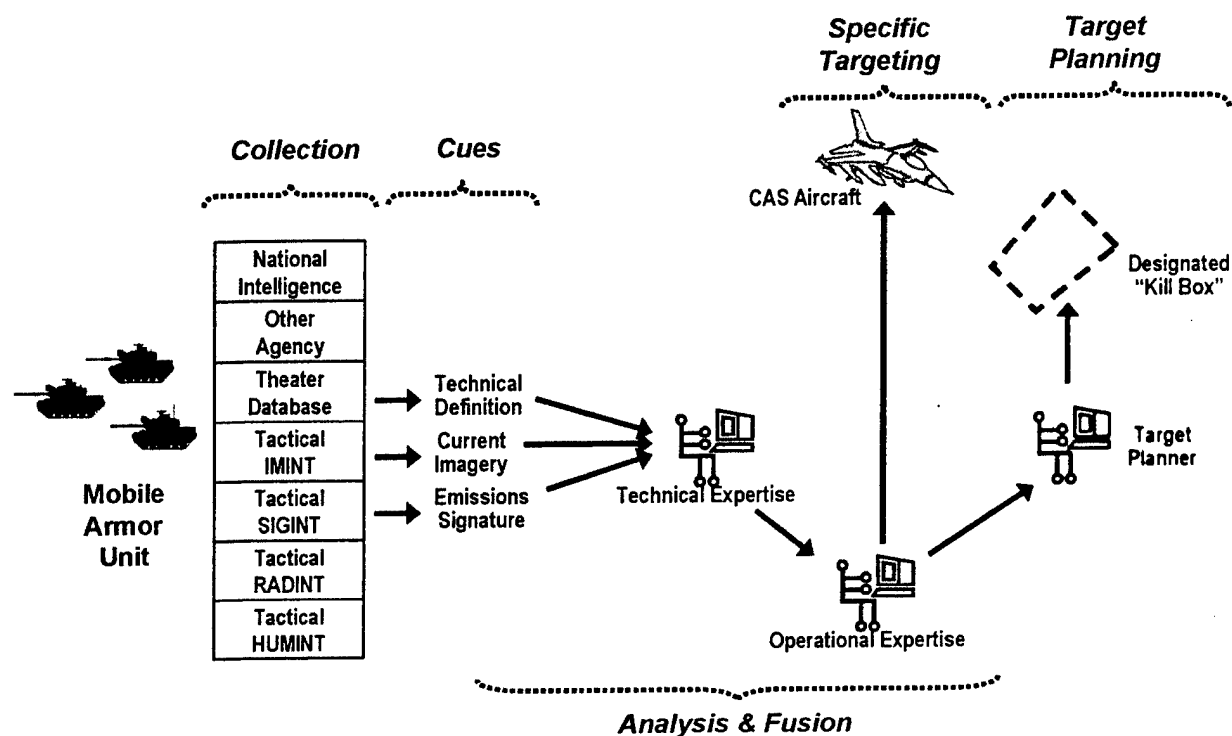 Specific
Targeting
Target
Planning
Collection
Cues
CAS Aircraft
National
Intelligence
Other
Agency
Theater
Database
Tactical
IMINT
Tactical
SIGINT
Tactical
RADINT
Tactical
HUMINT
Designated
“Kill Box”
Technical
Definition
Current
Imagery
Emissions
Signature
Technical Expertise
Target
Planner
Mobile
Armor
Unit
Operational Expertise
Analysis & Fusion